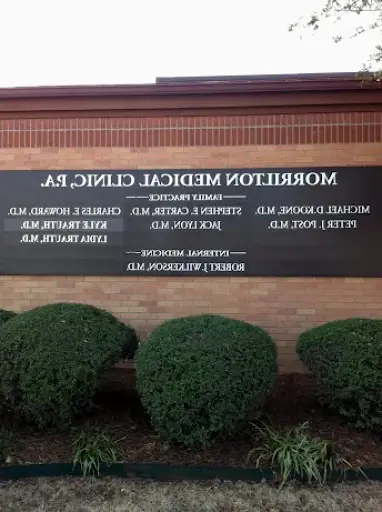 MORRILTON MEDICAL CLINIC, P.A.
FAMILY PRACTICE
MICHAEL D. KOONE, M.D. STEPHEN E. CARTER, M.D. CHARLES E. HOWARD, M.D.
PETER J. POST, M.D. JACK LYON, M.D. KYLE TRAUTH, M.D.
LAYDIA TRAUTH, M.D.
INTERNAL MEDICINE
ROBERT J. WILKERSON, M.D.